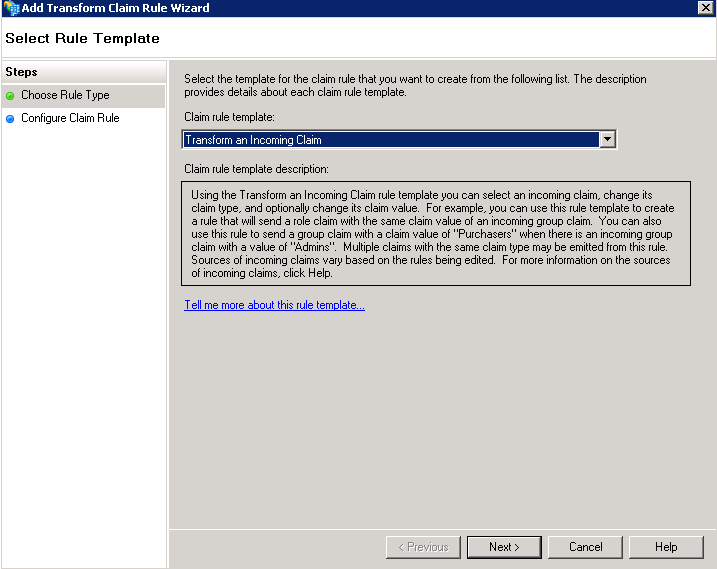 Add Transform Claim Rule Wizard
Select Rule Template
Steps
Choose Rule Type
Configure Claim Rule
Select the template for the claim rule that you want to create from the following list. The description
provides details about each claim rule template.
Claim rule template:
Transform an Incoming Claim
Claim rule template description:
Using the Transform an Incoming Claim rule template you can select an incoming claim, change its
claim type, and optionally change its claim value. For example, you can use this rule template to create
a rule that will send a role claim with the same claim value of an incoming group claim. You can also
use this rule to send a group claim with a claim value of "Purchasers" when there is an incoming group
claim with a value of "Admins". Multiple claims with the same claim type may be emitted from this rule.
Sources of incoming claims vary based on the rules being edited. For more information on the sources
of incoming claims, click Help.
Tell me more about this rule template...
< Previous
Next >
Cancel
Help